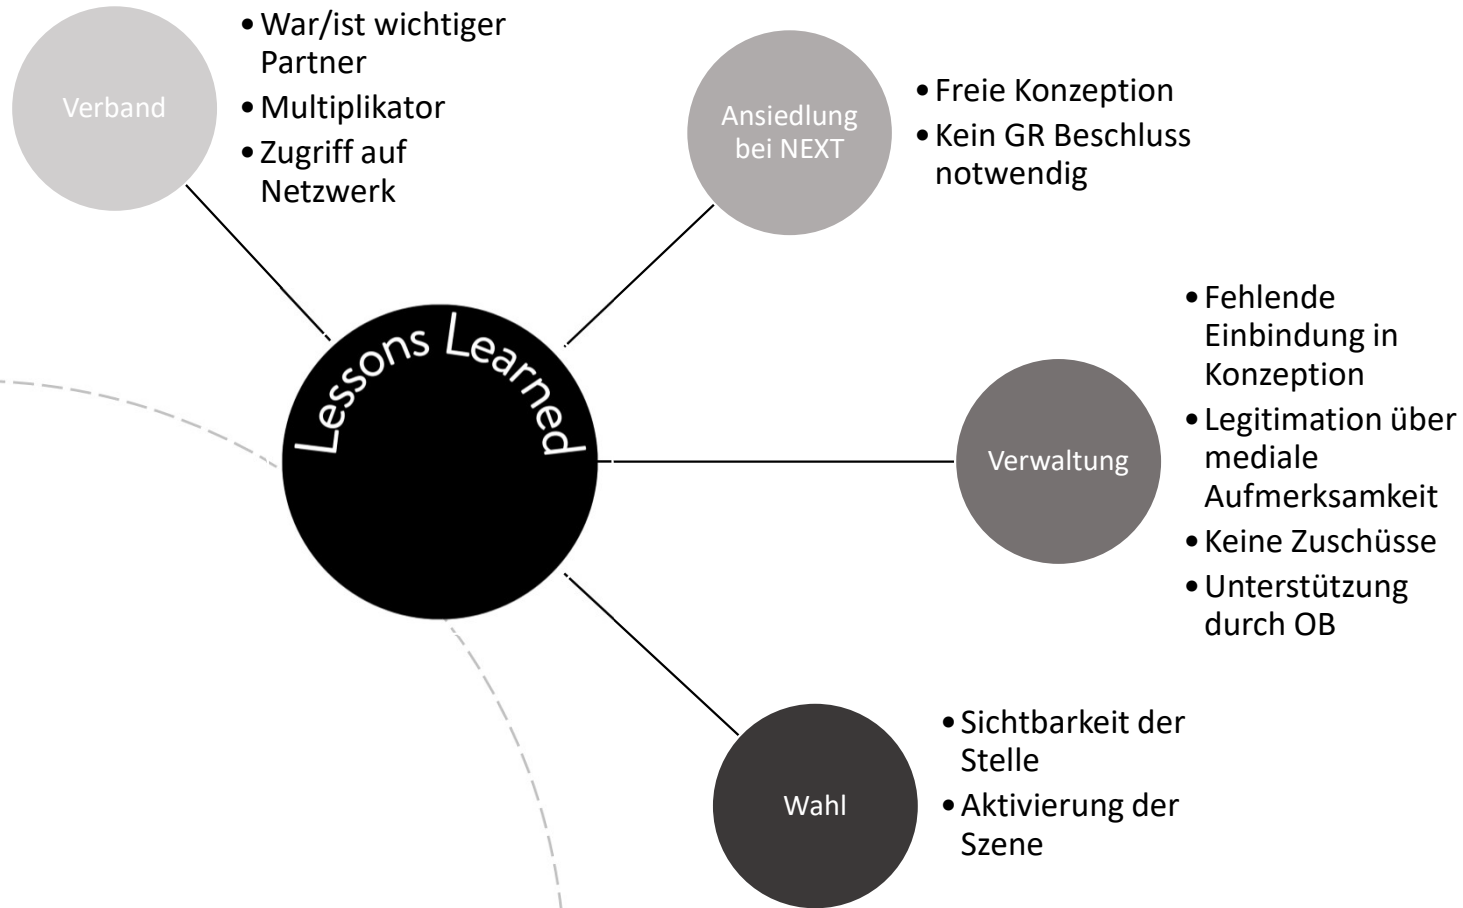 Verband
• War/ist wichtiger
Partner
• Multiplikator
• Zugriff auf
Netzwerk
Ansiedlung
bei NEXT
• Freie Konzeption
• Kein GR Beschluss
notwendig
Lessons Learned
Verwaltung
• Fehlende
Einbindung in
Konzeption
• Legitimation über
mediale
Aufmerksamkeit
• Keine Zuschüsse
• Unterstützung
durch OB
Wahl
• Sichtbarkeit der
Stelle
• Aktivierung der
Szene